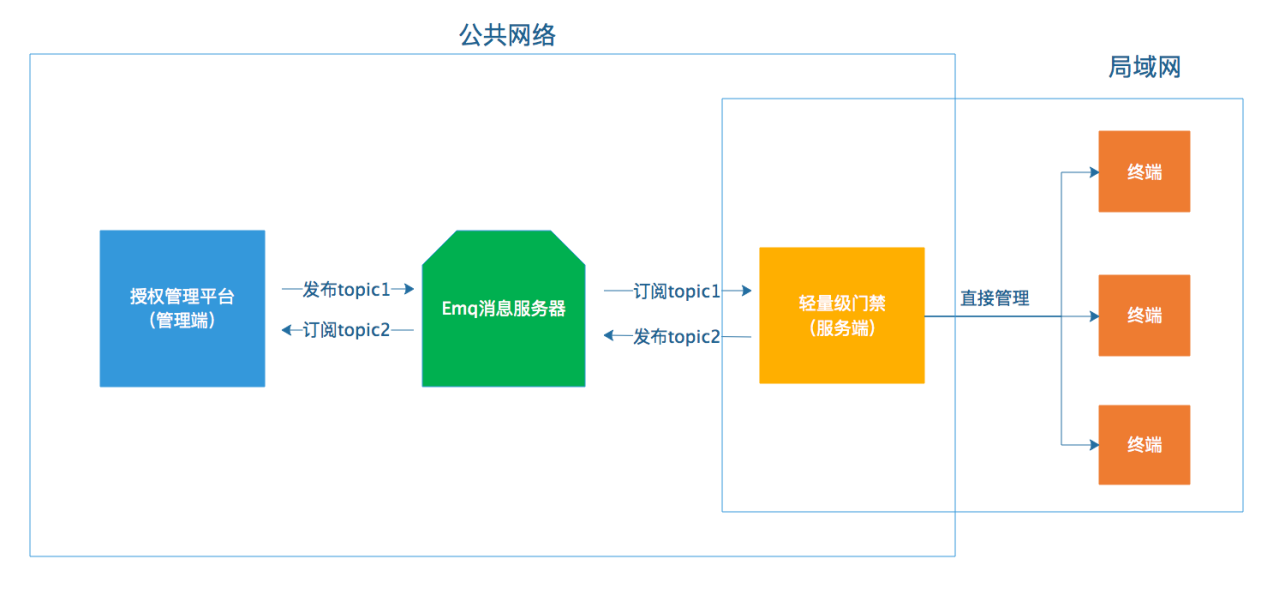 公共网络
局域网
授权管理平台
（管理端）
发布topic1
订阅topic2
Emq消息服务器
订阅topic1
发布topic2
轻量级门禁
（服务端）
直接管理
终端
终端
终端